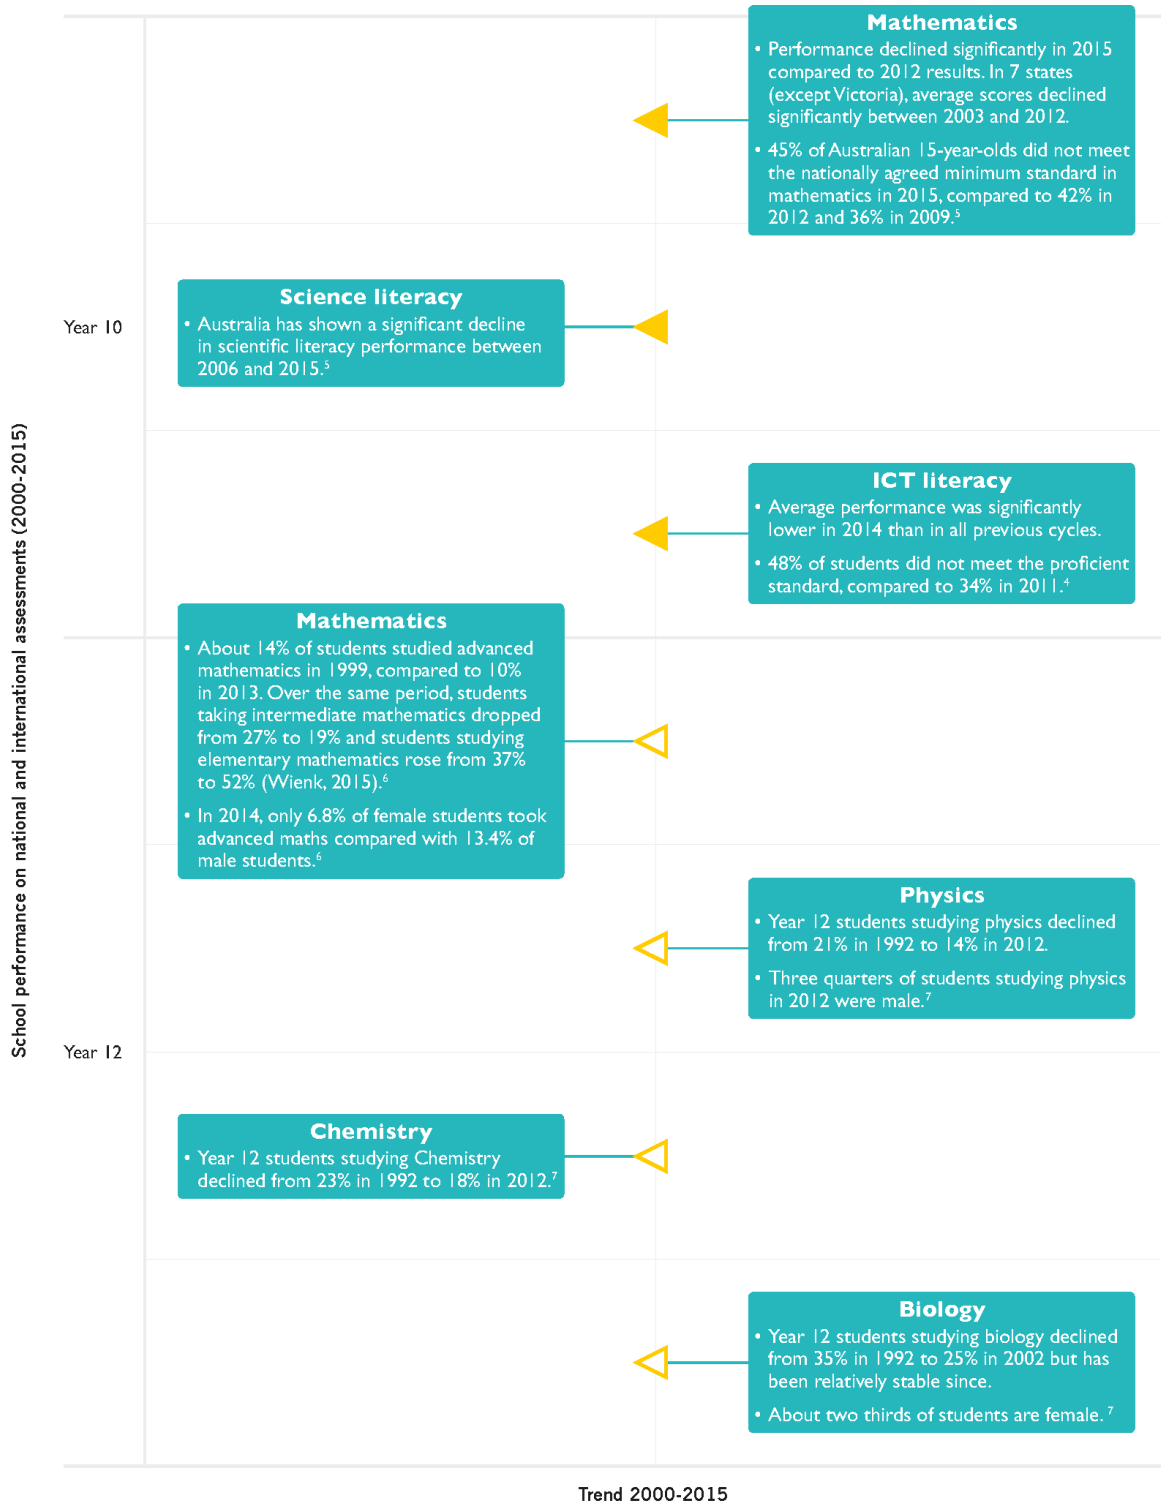 Mathematics
• Performance declined significantly in 2015
compared to 2012 results. In 7 states
(except Victoria), average scores declined
significantly between 2003 and 2012.
• 45% of Australian 15-year-olds did not meet
the nationally agreed minimum standard in
mathematics in 2015, compared to 42% in
2012 and 36% in 2009.⁵
Year 10
Science literacy
• Australia has shown a significant decline
in scientific literacy performance between
2006 and 2015.⁵
ICT literacy
• Average performance was significantly
lower in 2014 than in all previous cycles.
• 48% of students did not meet the proficient
standard, compared to 34% in 2011.⁴
School performance on national and international assessments (2000-2015)
Mathematics
• About 14% of students studied advanced
mathematics in 1999, compared to 10%
in 2013. Over the same period, students
taking intermediate mathematics dropped
from 27% to 19% and students studying
elementary mathematics rose from 37%
to 52% (Wienk, 2015).⁶
• In 2014, only 6.8% of female students took
advanced maths compared with 13.4% of
male students.⁶
Physics
• Year 12 students studying physics declined
from 21% in 1992 to 14% in 2012.
• Three quarters of students studying physics
in 2012 were male.⁷
Year 12
Chemistry
• Year 12 students studying Chemistry
declined from 23% in 1992 to 18% in 2012.⁷
Biology
• Year 12 students studying biology declined
from 35% in 1992 to 25% in 2002 but has
been relatively stable since.
• About two thirds of students are female. ⁷
Trend 2000-2015